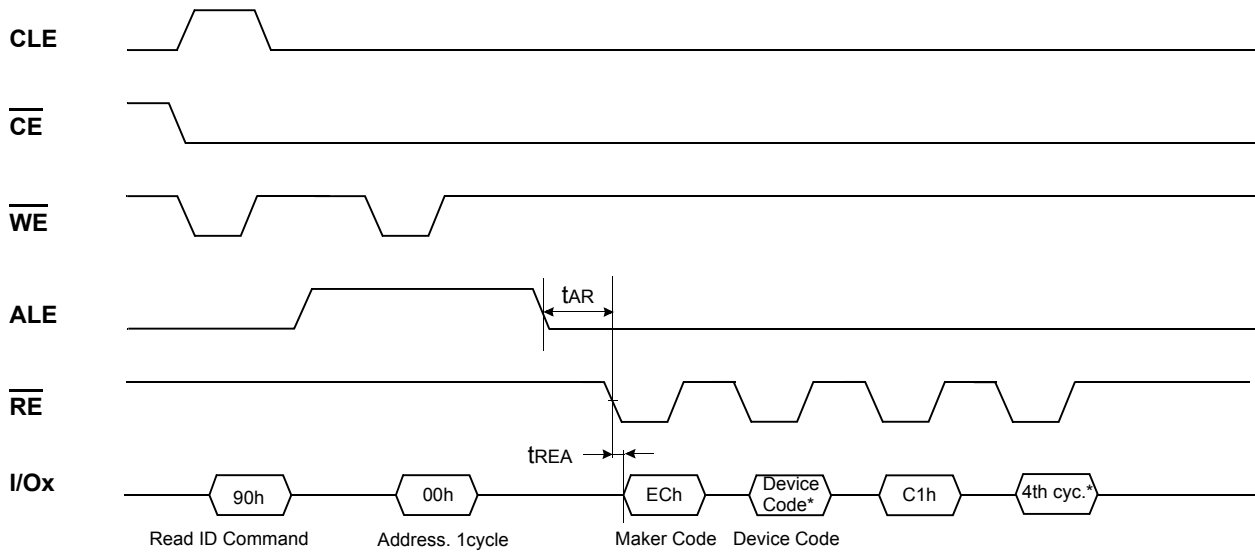 CLE
CE
WE
ALE
tAR
RE
tREA
I/Ox
90h
00h
ECh
Device
Code*
C1h
4th cyc.*
Read ID Command
Address. 1cycle
Maker Code
Device Code